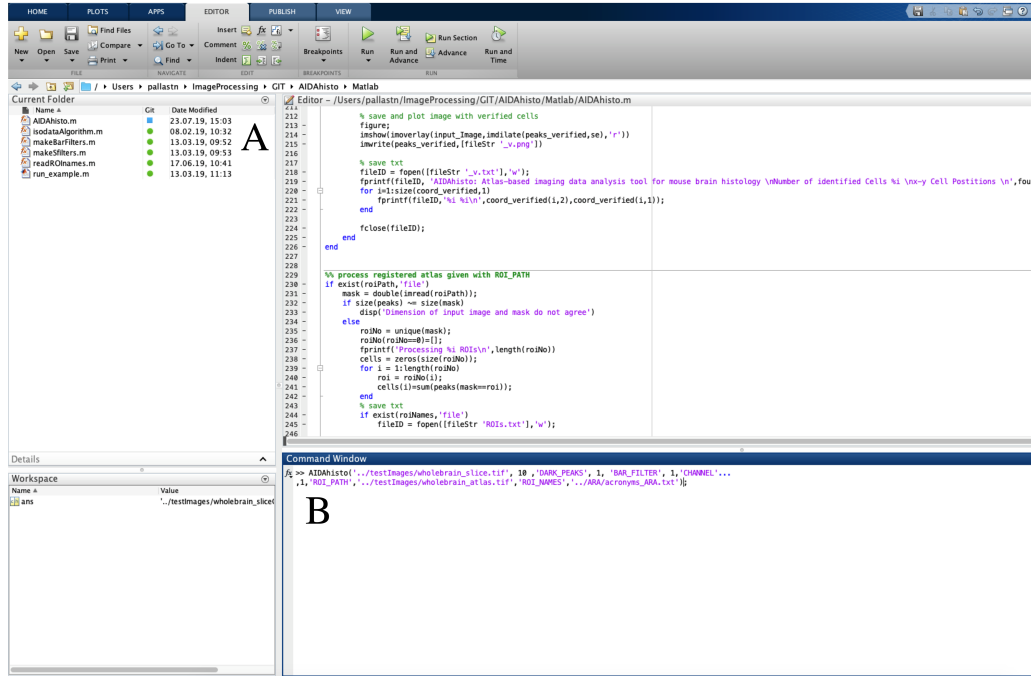 HOME PLOTS APPS EDITOR PUBLISH VIEW
New Open Save Find Files Compare Print
Go To Find
Insert fx Comment Indent
Breakpoints Run Run and Advance Run Section Advance Run and Time
FILE NAVIGATE EDIT BREAKPOINTS RUN
/ Users pallastn ImageProcessing GIT AIDAhisto Matlab
Current Folder
Name Git Date Modified
AIDAhisto.m 23.07.19, 15:03
isodataAlgorithm.m 08.02.19, 10:32
makeBarFilters.m 13.03.19, 09:52
makeSfilters.m 13.03.19, 09:53
readROInames.m 17.06.19, 10:41
run_example.m 13.03.19, 11:13
A
Details
Workspace
Name Value
ans '../testImages/wholebrain_slice
Editor - /Users/pallastn/ImageProcessing/GIT/AIDAhisto/Matlab/AIDAhisto.m
211
212 % save and plot image with verified cells
213 - figure;
214 - imshow(imoverlay(input_Image,imdilate(peaks_verified,se),'r'))
215 - imwrite(peaks_verified,[fileStr '_v.png'])
216
217 % save txt
218 - fileID = fopen([fileStr '_v.txt'],'w');
219 - fprintf(fileID, 'AIDAhisto: Atlas-based imaging data analysis tool for mouse brain histology \nNumber of identified Cells %i \nx-y Cell Postitions \n',fou
220 - for i=1:size(coord_verified,1)
221 - fprintf(fileID,'%i %i\n',coord_verified(i,2),coord_verified(i,1));
222 - end
223
224 - fclose(fileID);
225 - end
226 - end
227
228
229 %% process registered atlas given with ROI_PATH
230 - if exist(roiPath,'file')
231 - mask = double(imread(roiPath));
232 - if size(peaks) ~= size(mask)
233 - disp('Dimension of input image and mask do not agree')
234 - else
235 - roiNo = unique(mask);
236 - roiNo(roiNo==0)=[];
237 - fprintf('Processing %i ROIs\n',length(roiNo))
238 - cells = zeros(size(roiNo));
239 - for i = 1:length(roiNo)
240 - roi = roiNo(i);
241 - cells(i)=sum(peaks(mask==roi));
242 - end
243 % save txt
244 - if exist(roiNames,'file')
245 - fileID = fopen([fileStr 'ROIs.txt'],'w');
246
Command Window
fx >> AIDAhisto('../testImages/wholebrain_slice.tif', 10 ,'DARK_PEAKS', 1, 'BAR_FILTER', 1,'CHANNEL'...
,1,'ROI_PATH','../testImages/wholebrain_atlas.tif','ROI_NAMES','../ARA/acronyms_ARA.txt');
B